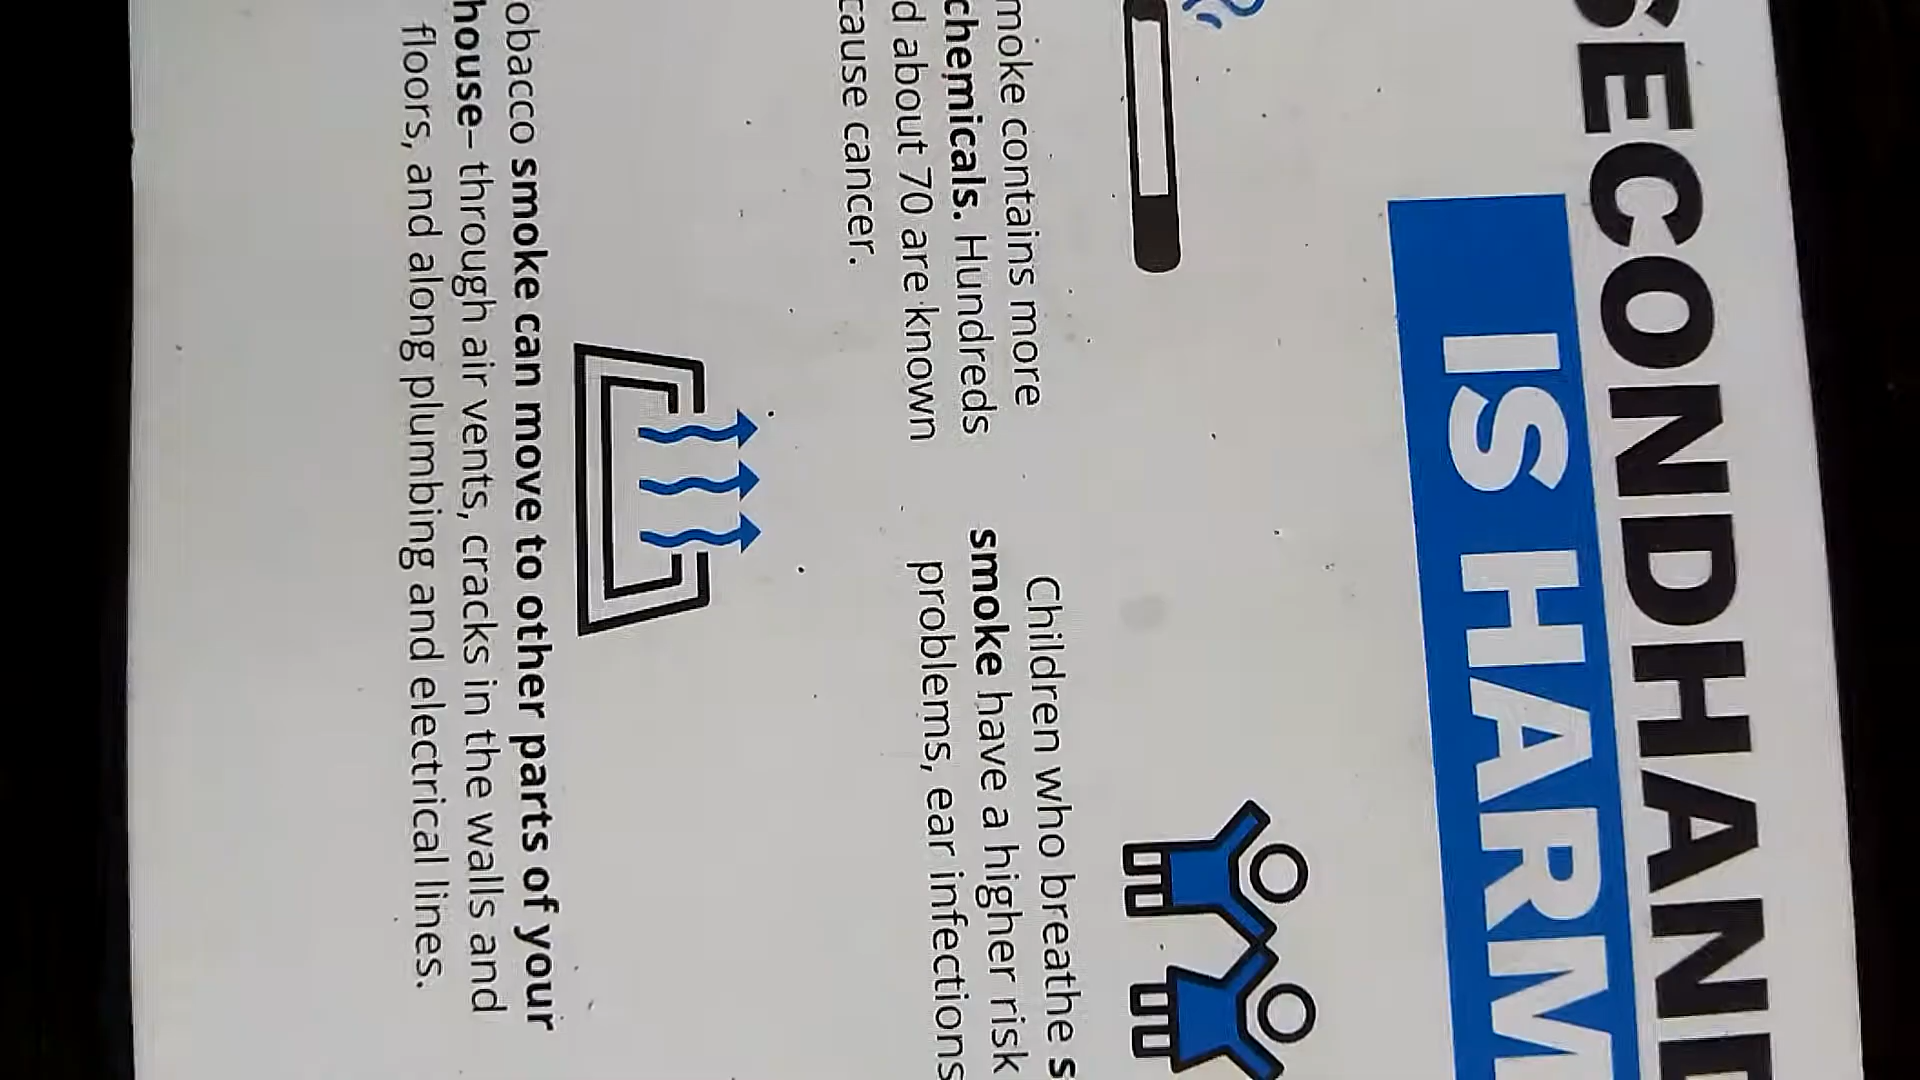 SECONDHAND
IS HARM
moke contains more
chemicals. Hundreds
d about 70 are known
cause cancer.
Children who breathe s
smoke have a higher risk
problems, ear infections
obacco smoke can move to other parts of your
house– through air vents, cracks in the walls and
floors, and along plumbing and electrical lines.